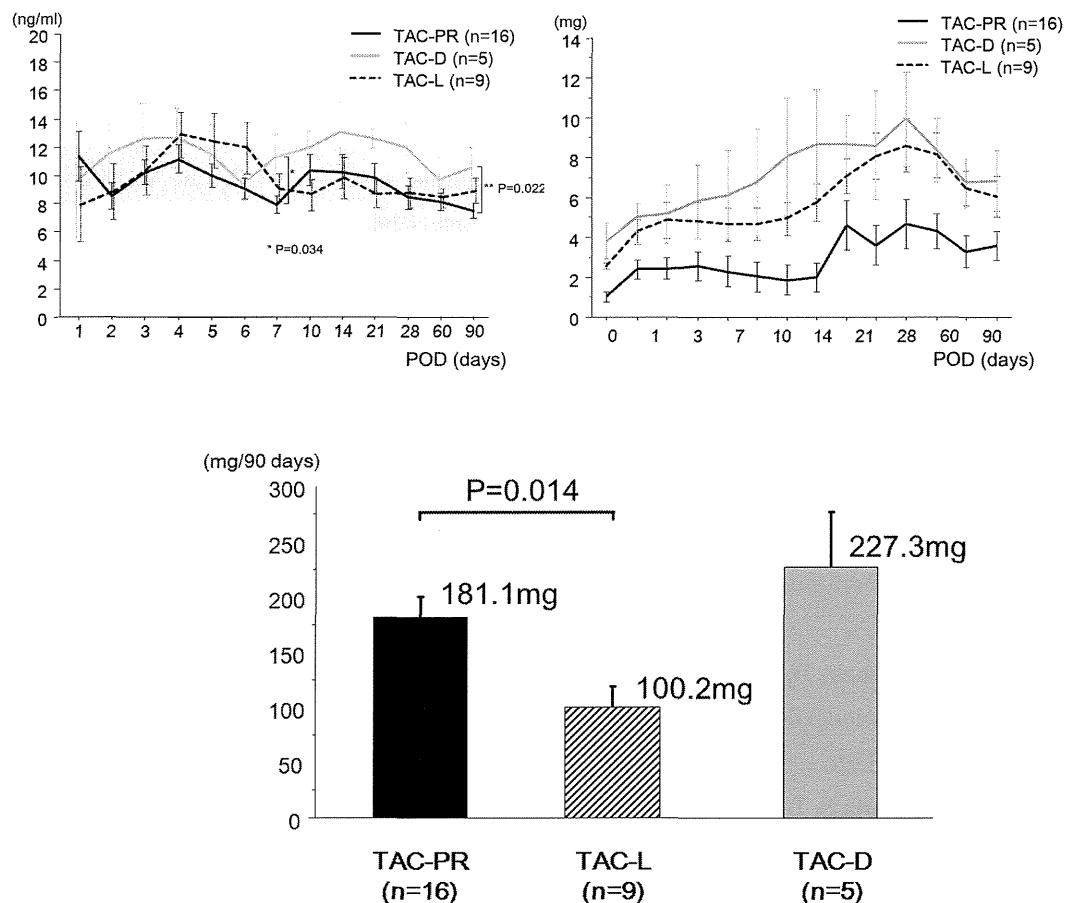 (ng/ml)
20
18
16
14
12
10
8
6
4
2
0
TAC-PR (n=16)
TAC-D (n=5)
TAC-L (n=9)
*
** P=0.022
* P=0.034
1 2 3 4 5 6 7 10 14 21 28 60 90
POD (days)
(mg)
14
12
10
8
6
4
2
0
TAC-PR (n=16)
TAC-D (n=5)
TAC-L (n=9)
0 1 3 7 10 14 21 28 60 90
POD (days)
(mg/90 days)
300
250
200
150
100
50
0
P=0.014
181.1mg
100.2mg
227.3mg
TAC-PR TAC-L TAC-D
(n=16) (n=9) (n=5)